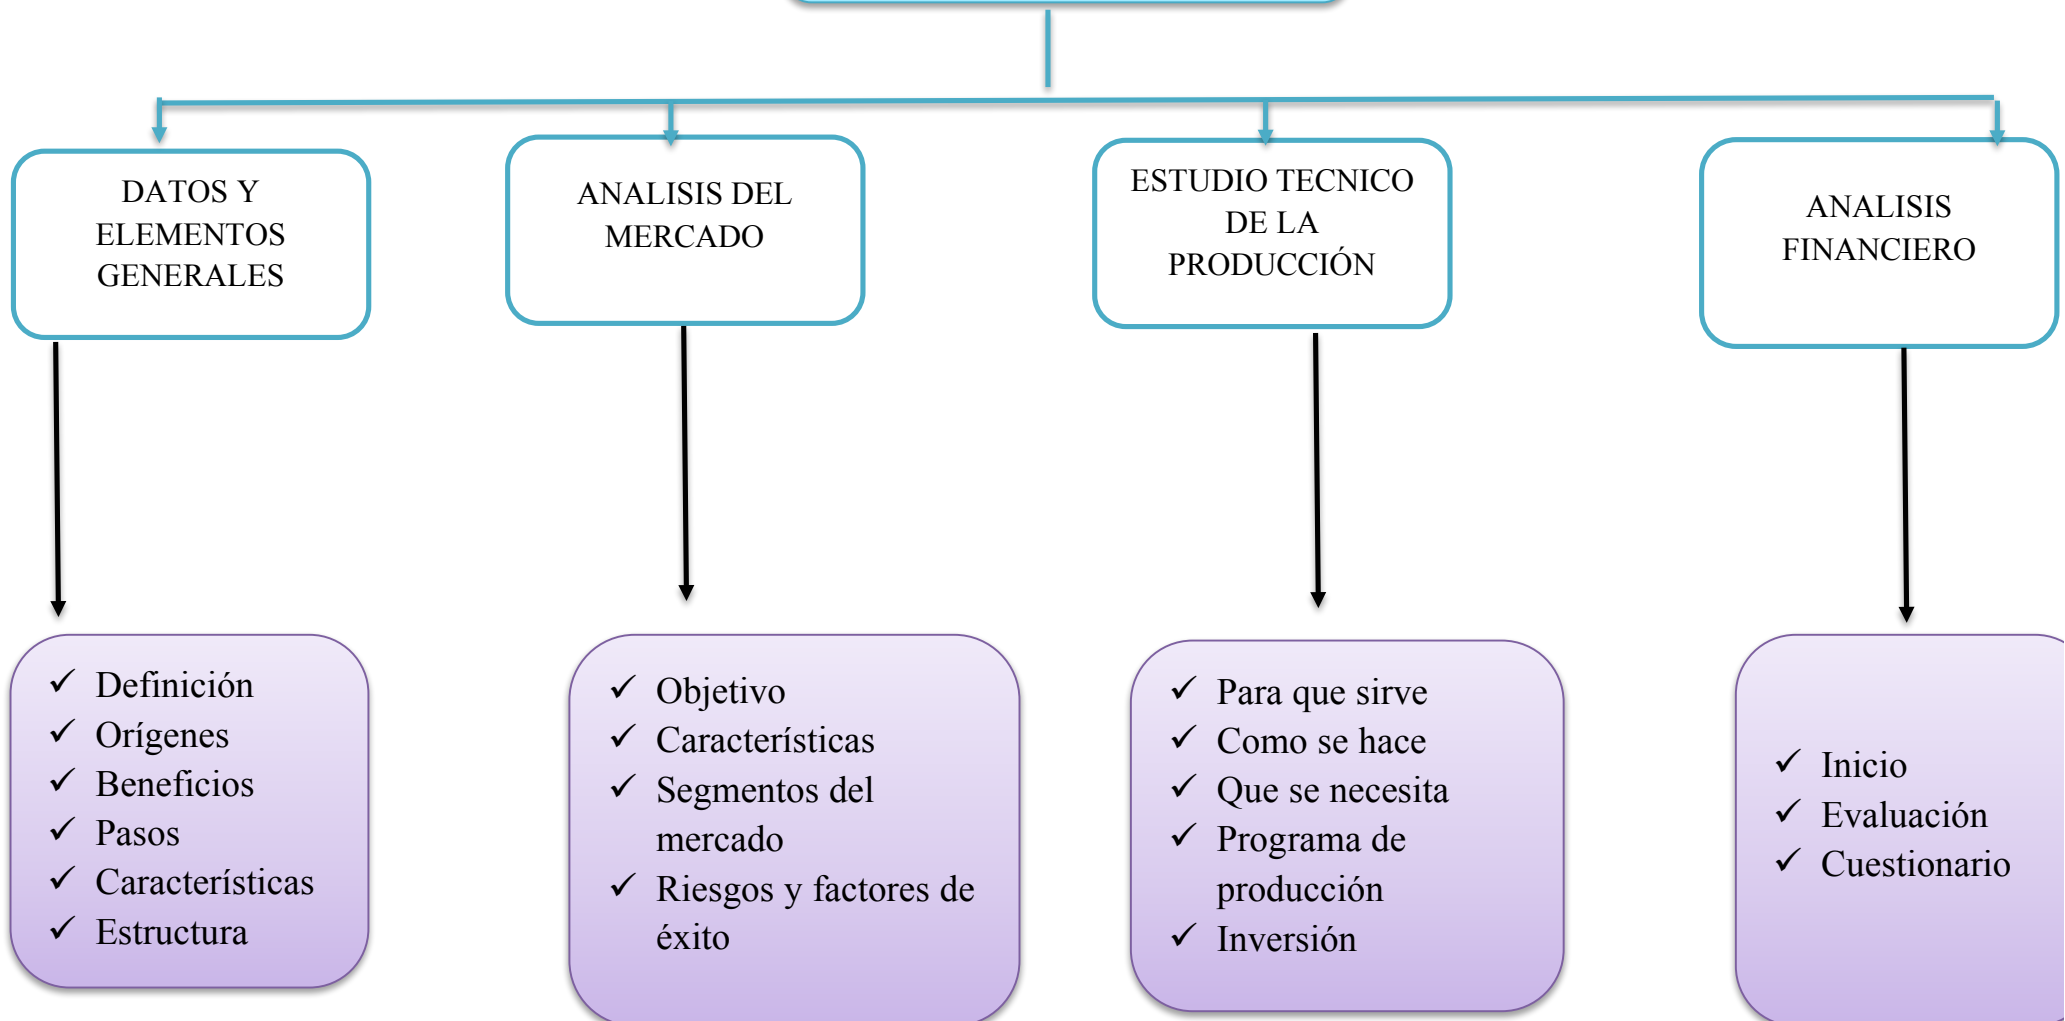 DATOS Y
ELEMENTOS
GENERALES
ANALISIS DEL
MERCADO
ESTUDIO TECNICO
DE LA
PRODUCCIÓN
ANALISIS
FINANCIERO
✓ Definición
✓ Orígenes
✓ Beneficios
✓ Pasos
✓ Características
✓ Estructura
✓ Objetivo
✓ Características
✓ Segmentos del
mercado
✓ Riesgos y factores de
éxito
✓ Para que sirve
✓ Como se hace
✓ Que se necesita
✓ Programa de
producción
✓ Inversión
✓ Inicio
✓ Evaluación
✓ Cuestionario